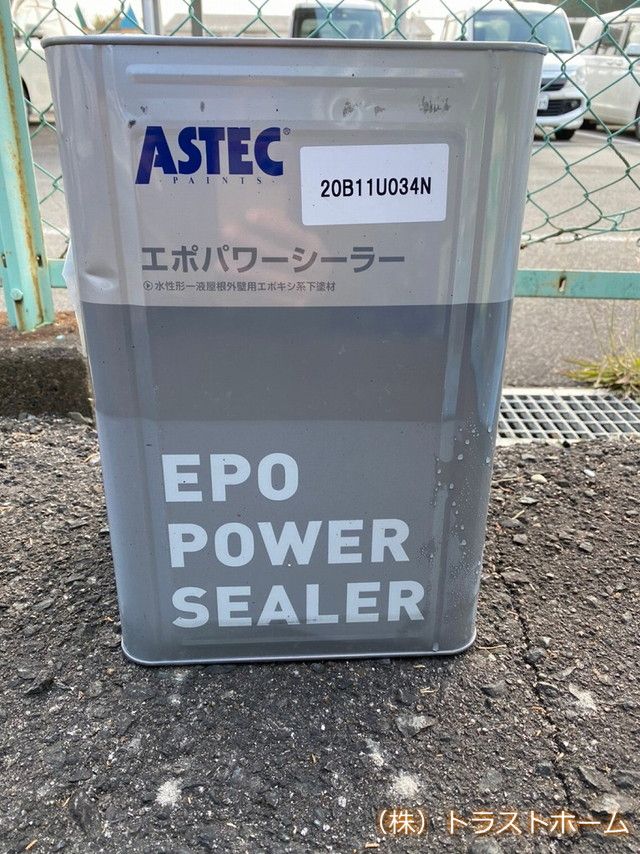 ASTEC®
PAINTS
20B11U034N
エポパワーシーラー
水性形一液屋根外壁用エポキシ系下塗材
EPO
POWER
SEALER
（株）トラストホーム